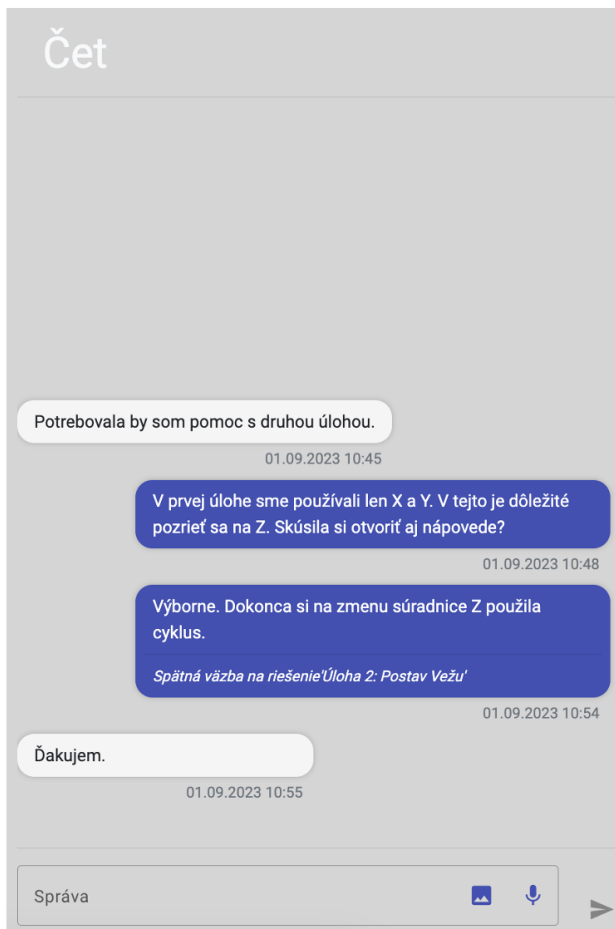 Čet
Potrebovala by som pomoc s druhou úlohou.
01.09.2023 10:45
V prvej úlohe sme používali len X a Y. V tejto je dôležité
pozrieť sa na Z. Skúsila si otvoriť aj nápovede?
01.09.2023 10:48
Výborne. Dokonca si na zmenu súradnice Z použila
cyklus.
Spätná väzba na riešenie'Úloha 2: Postav Vežu'
01.09.2023 10:54
Ďakujem.
01.09.2023 10:55
Správa